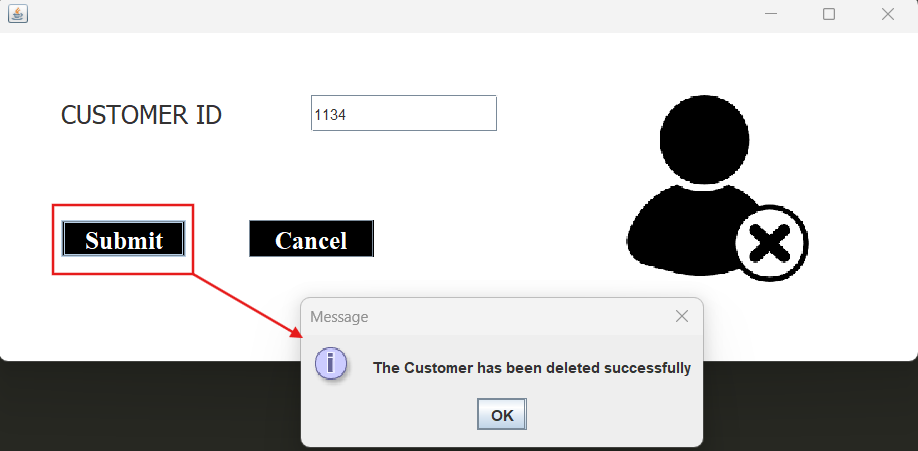 CUSTOMER ID
1134
Submit
Cancel
Message
i
The Customer has been deleted successfully
OK